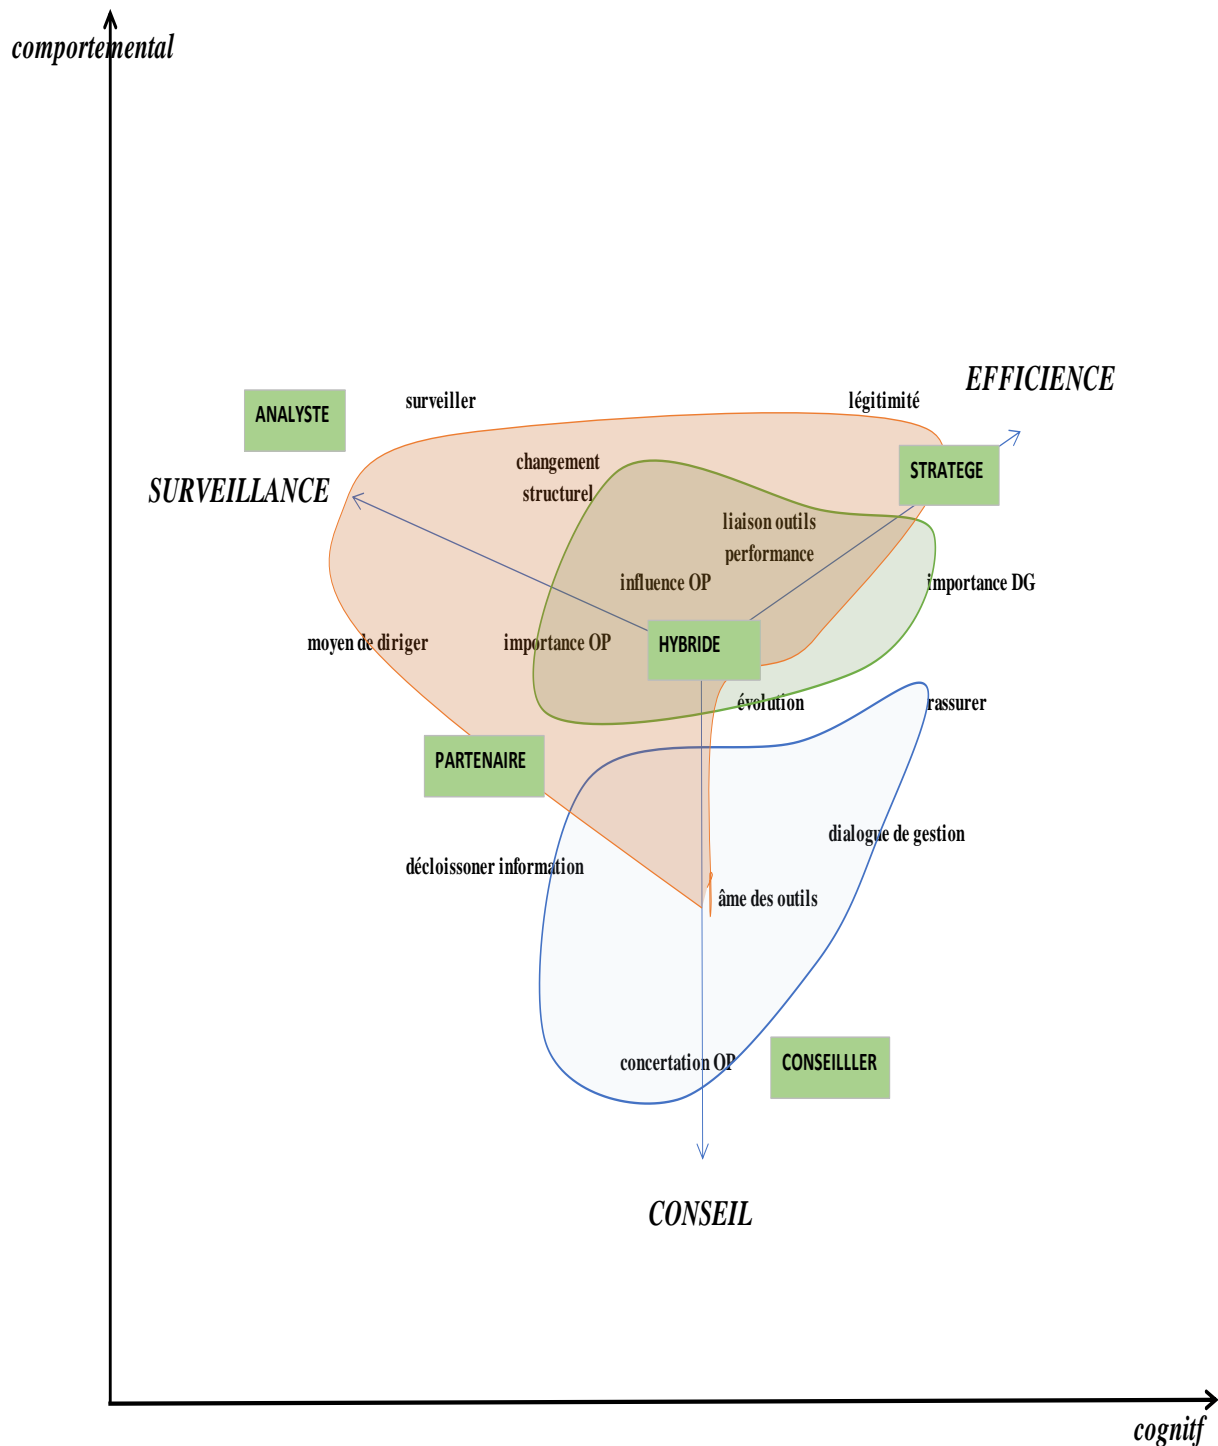 comportemental
EFFICIENCE
surveiller
légitimité
ANALYSTE
changement
structurel
STRATEGE
SURVEILLANCE
liaison outils
performance
influence OP
importance DG
moyen de diriger
importance OP
HYBRIDE
évolution
rassurer
PARTENAIRE
dialogue de gestion
décloissoner information
âme des outils
concertation OP
CONSEILLLER
CONSEIL
cognitf